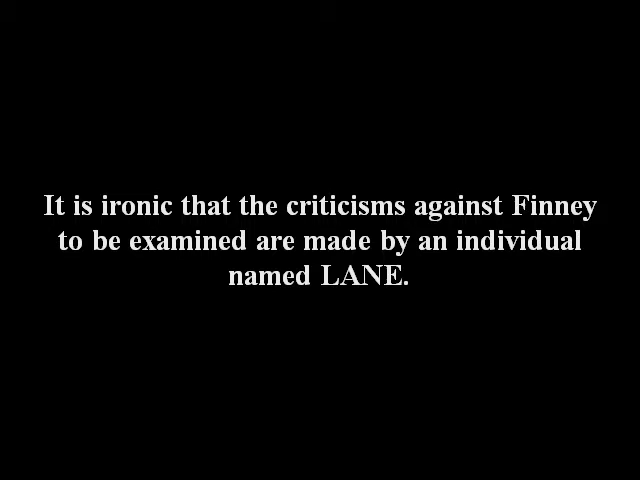 It is ironic that the criticisms against Finney
to be examined are made by an individual
named LANE.